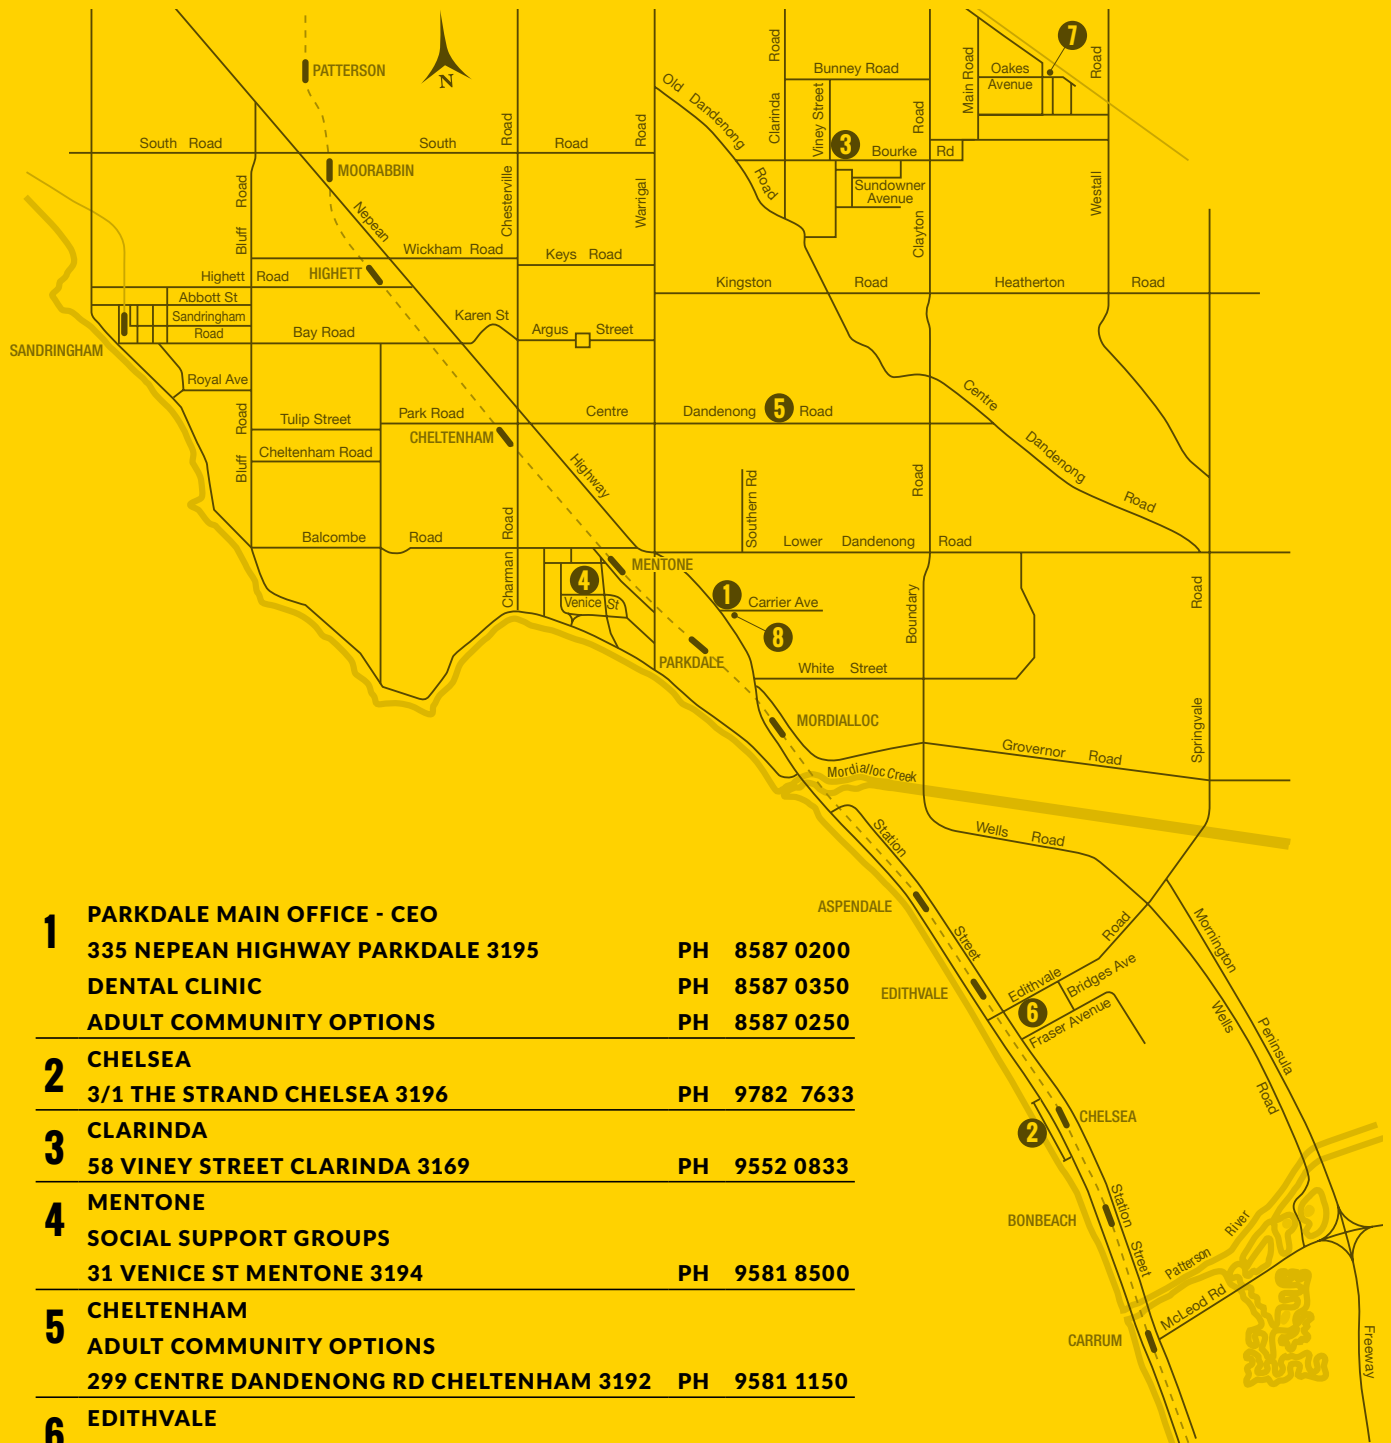 7
PATTERSON
N
Road
Bunney Road
Main Road
Oakes
Avenue
Road
Old Dandenong
Clarinda
Viney Street
Road
South Road
South
Road
Road
Road
3
Bourke Rd
MOORABBIN
Road
Chesterville
Warrigal
Road
Sundowner
Avenue
Westall
Nepean
Bluff
Clayton
Wickham Road
Keys Road
Highett Road
HIGHETT
Kingston Road
Heatherton Road
Abbott St
Sandringham
Road
Karen St
Bay Road
Argus Street
SANDRINGHAM
Royal Ave
Centre
Road
Tulip Street
Park Road
Centre
Dandenong 5 Road
CHELTENHAM
Cheltenham Road
Bluff
Highway
Dandenong
Road
Southern Rd
Road
Road
Balcombe Road
Lower Dandenong Road
MENTONE
4
Charman
Venice St
1
Carrier Ave
Boundary
Road
8
PARKDALE
White Street
MORDIALLOC
Springvale
Grovernor Road
Mordialloc Creek
Station
Wells Road
ASPENDALE
Street
Road
Mornington
EDITHVALE
Edithvale
Bridges Ave
6
Fraser Avenue
Wells
Peninsula
Road
CHELSEA
2
BONBEACH
Station
Street
Patterson River
McLeod Rd
CARRUM
Freeway
1 PARKDALE MAIN OFFICE - CEO
335 NEPEAN HIGHWAY PARKDALE 3195 PH 8587 0200
DENTAL CLINIC PH 8587 0350
ADULT COMMUNITY OPTIONS PH 8587 0250
2 CHELSEA
3/1 THE STRAND CHELSEA 3196 PH 9782 7633
3 CLARINDA
58 VINEY STREET CLARINDA 3169 PH 9552 0833
4 MENTONE
SOCIAL SUPPORT GROUPS
31 VENICE ST MENTONE 3194 PH 9581 8500
5 CHELTENHAM
ADULT COMMUNITY OPTIONS
299 CENTRE DANDENONG RD CHELTENHAM 3192 PH 9581 1150
6 EDITHVALE